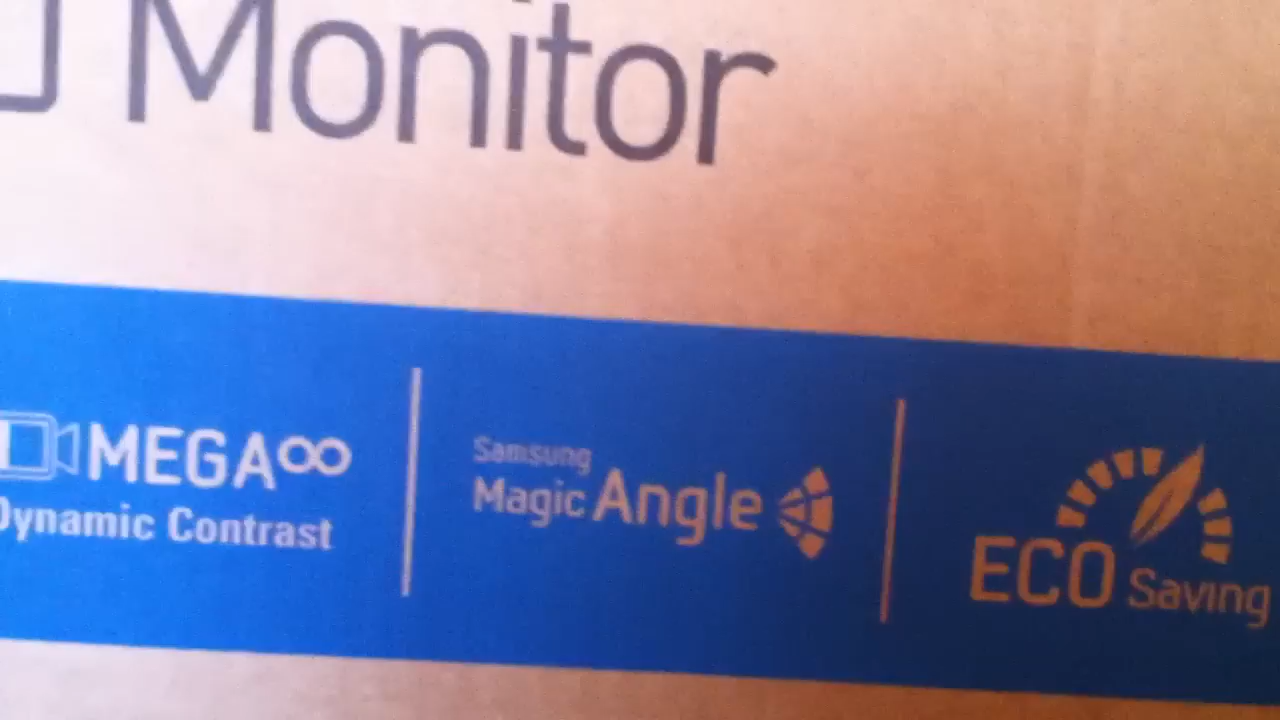 Monitor
MEGA∞
Dynamic Contrast
Samsung
Magic Angle
ECO Saving